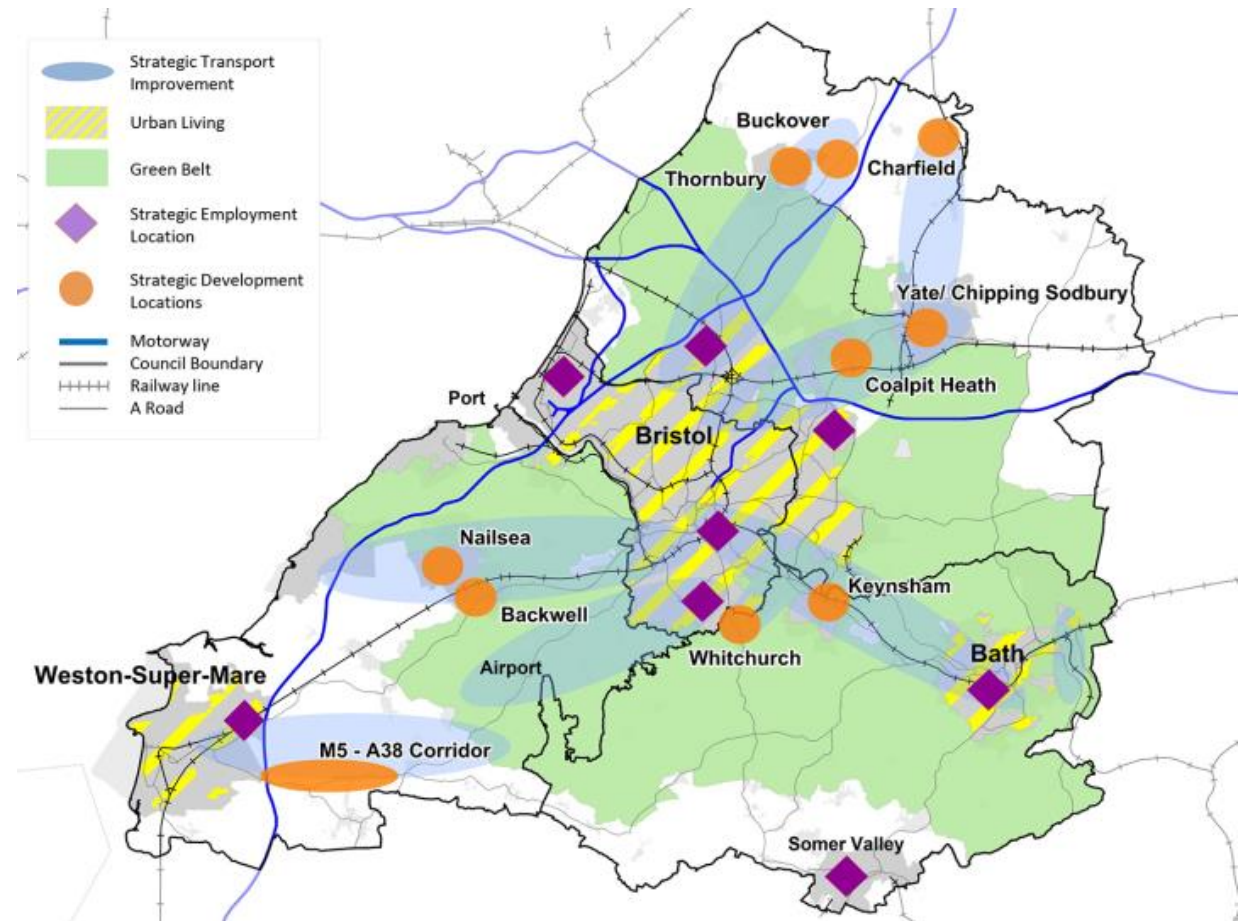 Strategic Transport
Improvement
Urban Living
Green Belt
Strategic Employment
Location
Strategic Development
Locations
Motorway
Council Boundary
Railway line
A Road
Buckover
Thornbury
Charfield
Yate/ Chipping Sodbury
Coalpit Heath
Port
Bristol
Nailsea
Backwell
Keynsham
Whitchurch
Airport
Bath
Weston-Super-Mare
M5 - A38 Corridor
Somer Valley